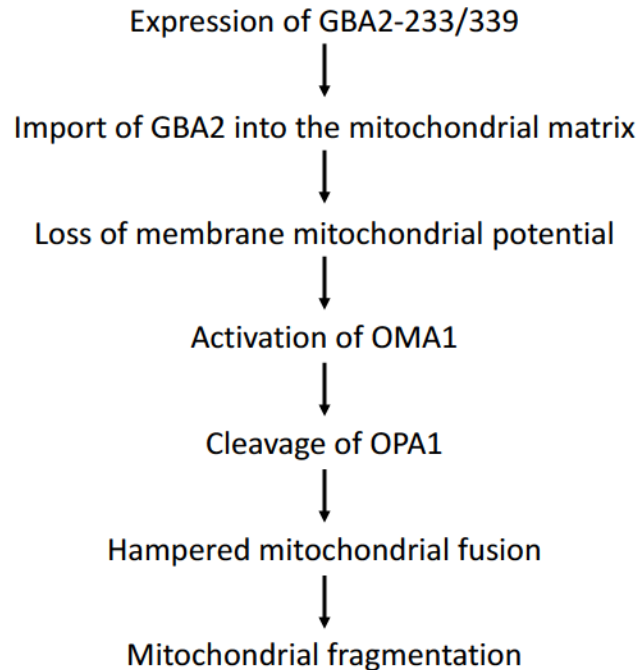 Expression of GBA2-233/339
Import of GBA2 into the mitochondrial matrix
Loss of membrane mitochondrial potential
Activation of OMA1
Cleavage of OPA1
Hampered mitochondrial fusion
Mitochondrial fragmentation